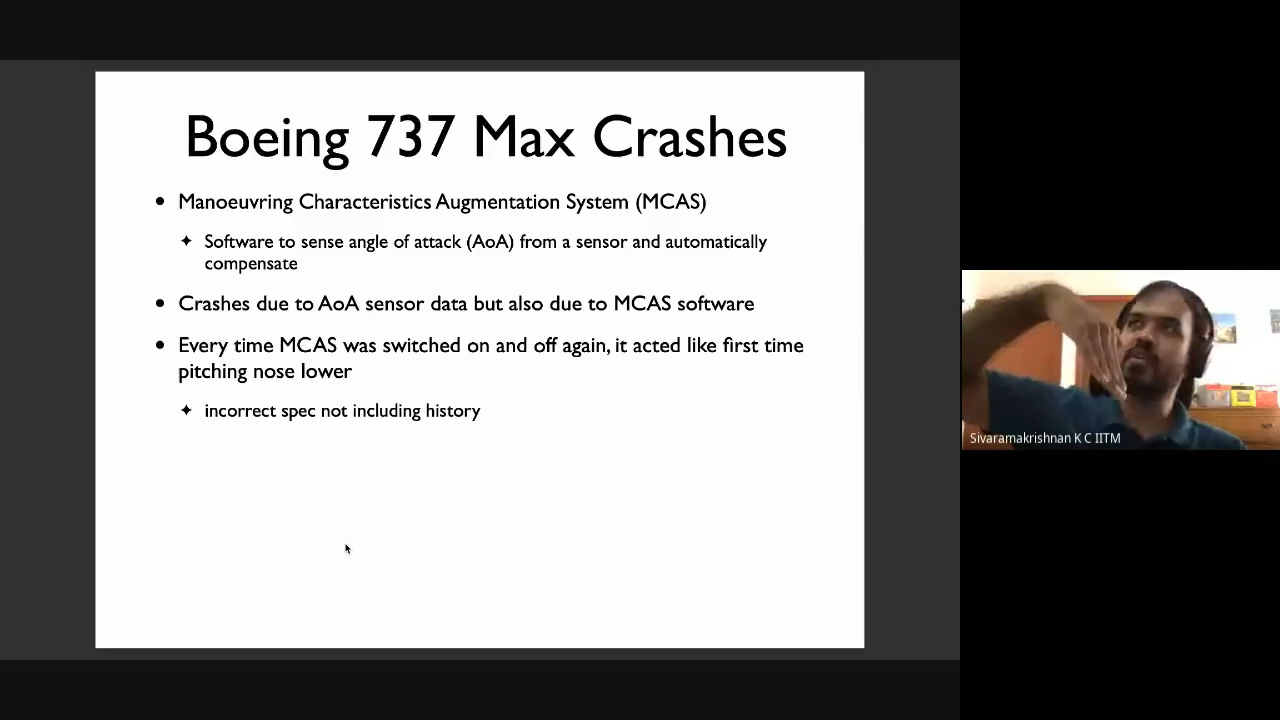 Boeing 737 Max Crashes
• Manoeuvring Characteristics Augmentation System (MCAS)
✦ Software to sense angle of attack (AoA) from a sensor and automatically
compensate
• Crashes due to AoA sensor data but also due to MCAS software
• Every time MCAS was switched on and off again, it acted like first time
pitching nose lower
✦ incorrect spec not including history
Sivaramakrishnan K C IITM